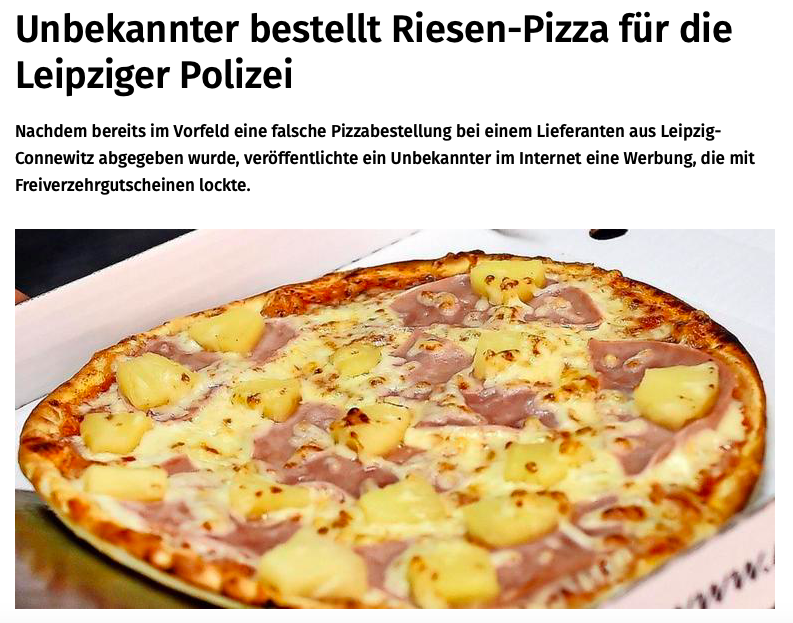 Unbekannter bestellt Riesen-Pizza für die
Leipziger Polizei
Nachdem bereits im Vorfeld eine falsche Pizzabestellung bei einem Lieferanten aus Leipzig-
Connewitz abgegeben wurde, veröffentlichte ein Unbekannter im Internet eine Werbung, die mit
Freiverzehrgutscheinen lockte.